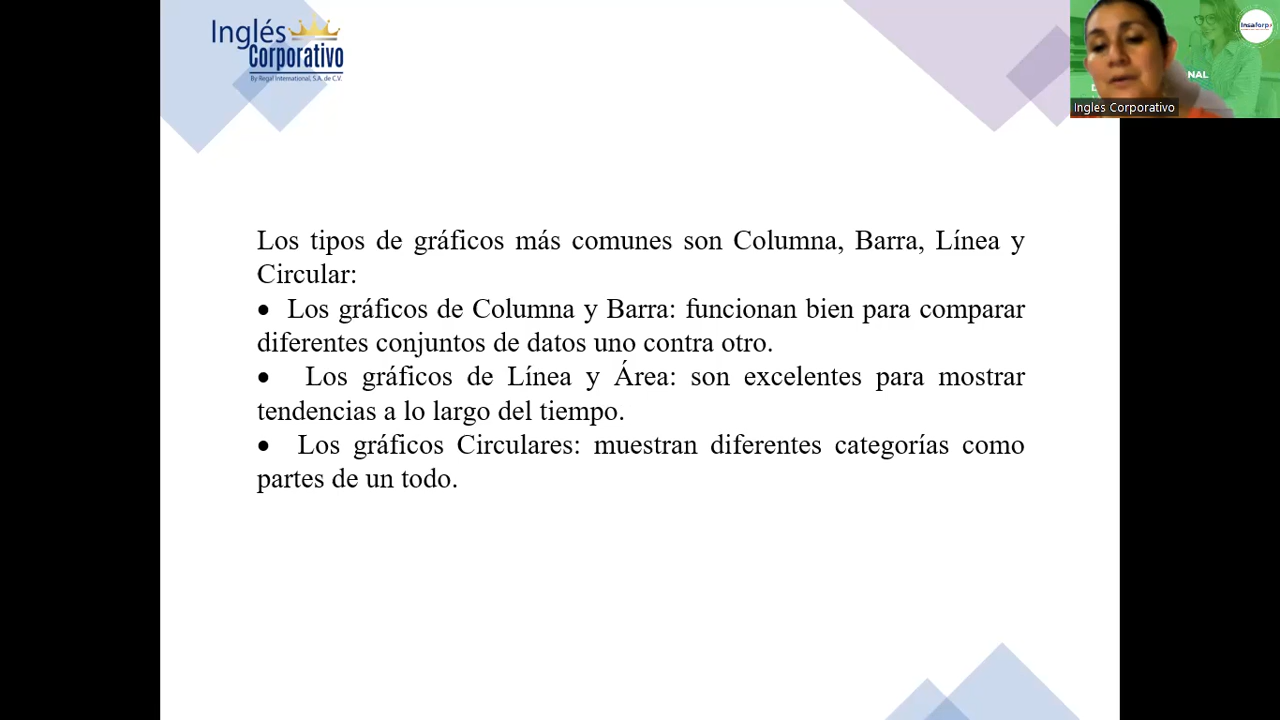 Inglés
Corporativo
By Regal International, S.A. de C.V.
Insaforp
NAL
Ingles Corporativo
Los tipos de gráficos más comunes son Columna, Barra, Línea y
Circular:
• Los gráficos de Columna y Barra: funcionan bien para comparar
diferentes conjuntos de datos uno contra otro.
• Los gráficos de Línea y Área: son excelentes para mostrar
tendencias a lo largo del tiempo.
• Los gráficos Circulares: muestran diferentes categorías como
partes de un todo.